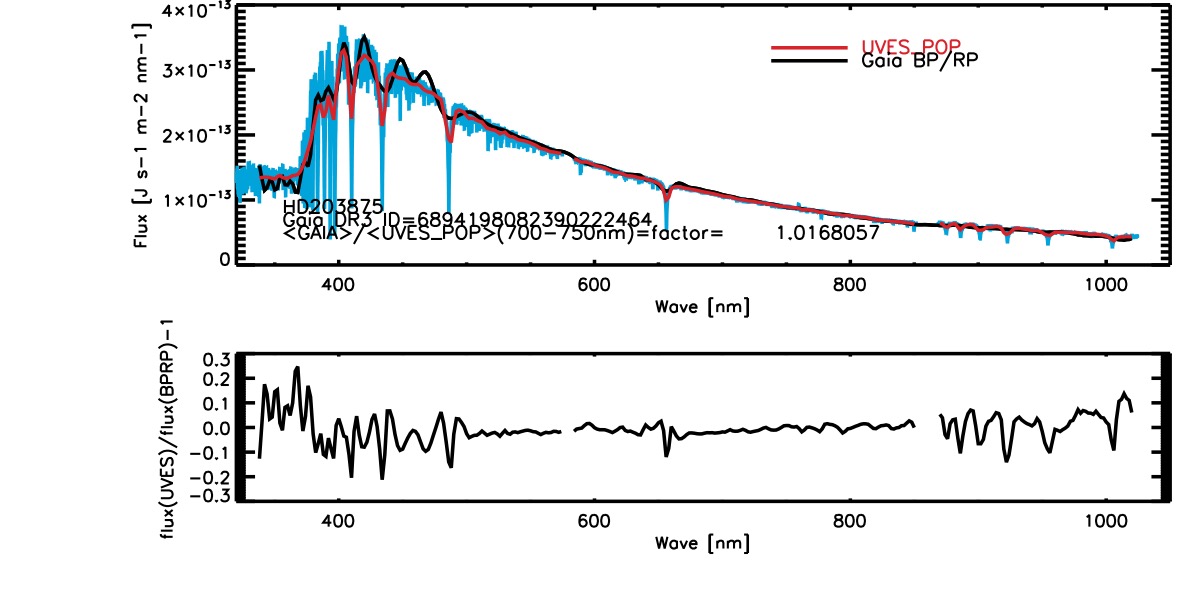 4×10-13
3×10-13
2×10-13
1×10-13
0
Flux [J s-1 m-2 nm-1]
UVES_POP
Gaia BP/RP
HD203875
Gaia DR3 ID=6894198082390222464
<GAIA>/<UVES_POP>(700-750nm)=factor= 1.0168057
400 600 800 1000
Wave [nm]
0.3
0.2
0.1
0.0
-0.1
-0.2
-0.3
flux(UVES)/flux(BPRP)-1
400 600 800 1000
Wave [nm]